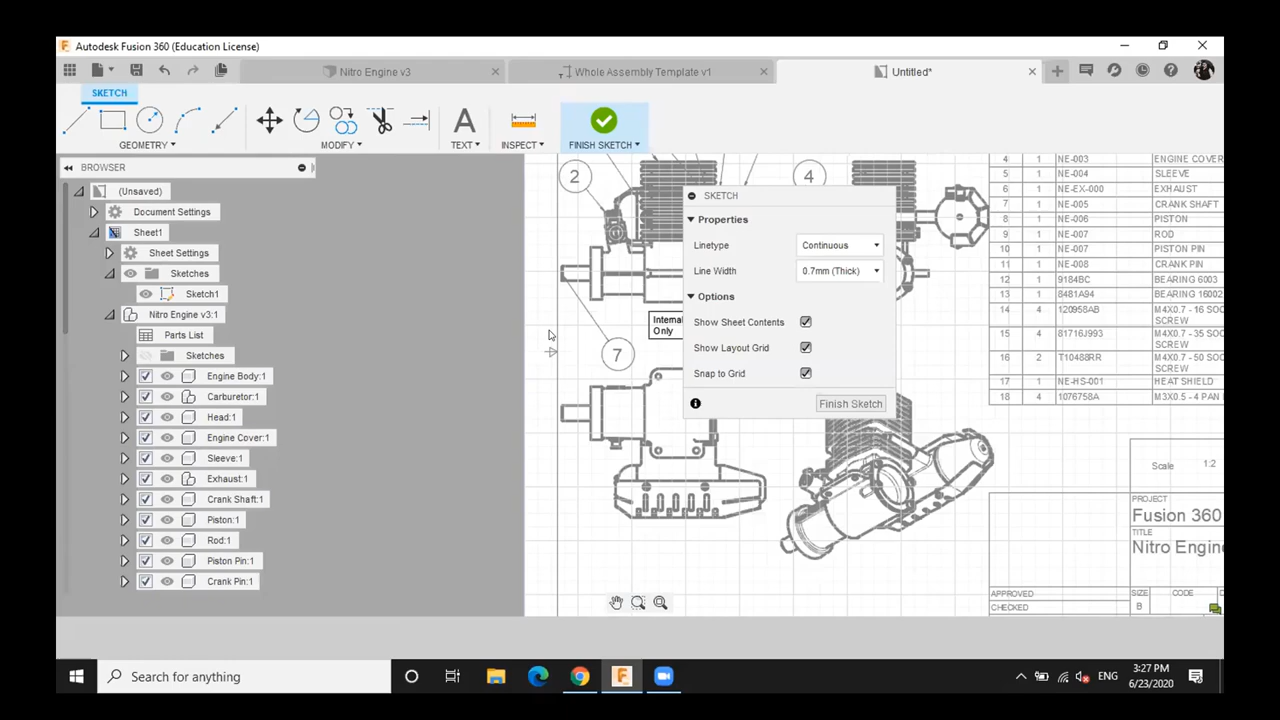 Autodesk Fusion 360 (Education License)
Nitro Engine v3
Whole Assembly Template v1
Untitled*
SKETCH
GEOMETRY
MODIFY
TEXT
INSPECT
FINISH SKETCH
BROWSER
(Unsaved)
Document Settings
Sheet1
Sheet Settings
Sketches
Sketch1
Nitro Engine v3:1
Parts List
Sketches
Engine Body:1
Carburetor:1
Head:1
Engine Cover:1
Sleeve:1
Exhaust:1
Crank Shaft:1
Piston:1
Rod:1
Piston Pin:1
Crank Pin:1
2
4
7
Internal
Only
SKETCH
Properties
Linetype Continuous
Line Width 0.7mm (Thick)
Options
Show Sheet Contents
Show Layout Grid
Snap to Grid
Finish Sketch
4 1 NE-003 ENGINE COVER
5 1 NE-004 SLEEVE
6 1 NE-EX-000 EXHAUST
7 1 NE-005 CRANK SHAFT
8 1 NE-006 PISTON
9 1 NE-007 ROD
10 1 NE-007 PISTON PIN
11 1 NE-008 CRANK PIN
12 1 9184BC BEARING 6003
13 1 8481A94 BEARING 16002
14 4 120958AB M4X0.7 - 16 SO
SCREW
15 4 81716J993 M4X0.7 - 35 SO
SCREW
16 2 T10488RR M4X0.7 - 50 SO
SCREW
17 1 NE-HS-001 HEAT SHIELD
18 4 1076758A M3X0.5 - 4 PAN
Scale 1:2
PROJECT
Fusion 360
TITLE
Nitro Engin
APPROVED
CHECKED
SIZE
B
CODE
Search for anything
ENG
3:27 PM
6/23/2020